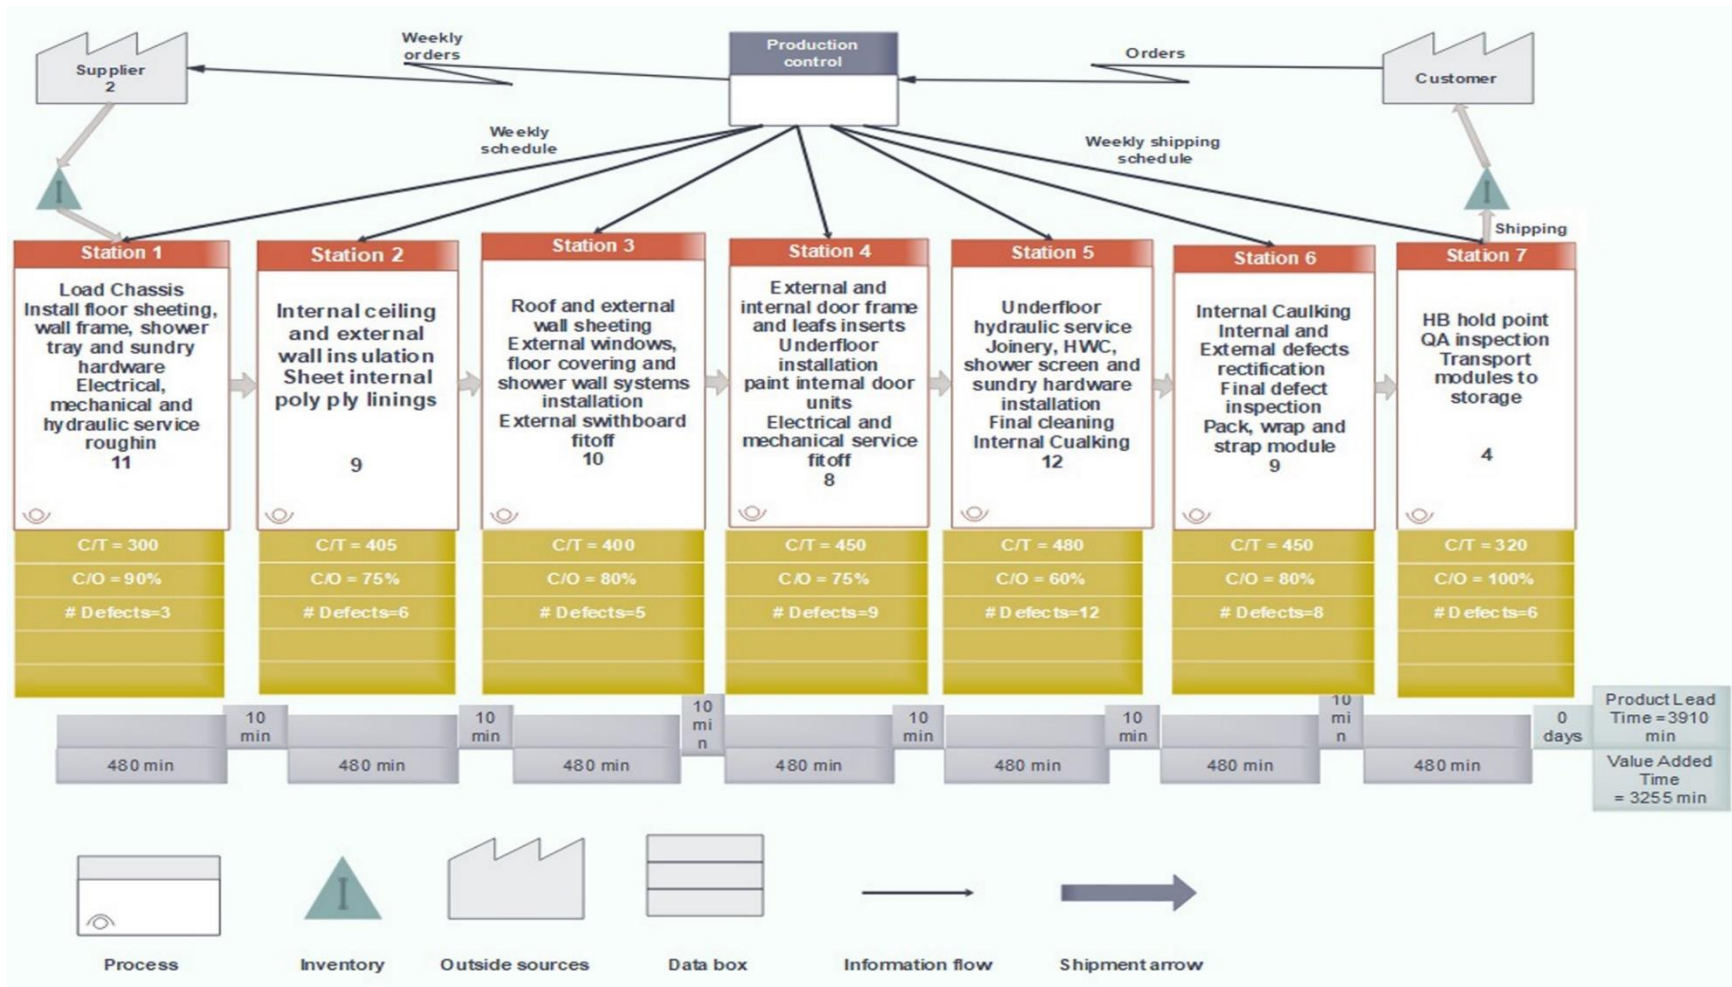 Supplier
2
Weekly
orders
Production
control
Orders
Customer
Weekly
schedule
Weekly shipping
schedule
Shipping
I
I
Station 1
Load Chassis
Install floor sheeting,
wall frame, shower
tray and sundry
hardware
Electrical,
mechanical and
hydraulic service
roughin
11
C/T = 300
C/O = 90%
# Defects=3
Station 2
Internal ceiling
and external
wall insulation
Sheet internal
poly ply linings
9
C/T = 405
C/O = 75%
# Defects=6
Station 3
Roof and external
wall sheeting
External windows,
floor covering and
shower wall systems
installation
External swithboard
fitoff
10
C/T = 400
C/O = 80%
# Defects=5
Station 4
External and
internal door frame
and leafs inserts
Underfloor
installation
paint internal door
units
Electrical and
mechanical service
fitoff
8
C/T = 450
C/O = 75%
# Defects=9
Station 5
Underfloor
hydraulic service
Joinery, HWC,
shower screen and
sundry hardware
installation
Final cleaning
Internal Cualking
12
C/T = 480
C/O = 60%
# Defects=12
Station 6
Internal Caulking
Internal and
External defects
rectification
Final defect
inspection
Pack, wrap and
strap module
9
C/T = 450
C/O = 80%
# Defects=8
Station 7
HB hold point
QA inspection
Transport
modules to
storage
4
C/T = 320
C/O = 100%
# Defects=6
480 min
10
min
480 min
10
min
480 min
10
mi
n
480 min
10
min
480 min
10
min
480 min
10
mi
n
480 min
0
days
Product Lead
Time =3910
min
Value Added
Time
= 3255 min
I
Process
Inventory
Outside sources
Data box
Information flow
Shipment arrow